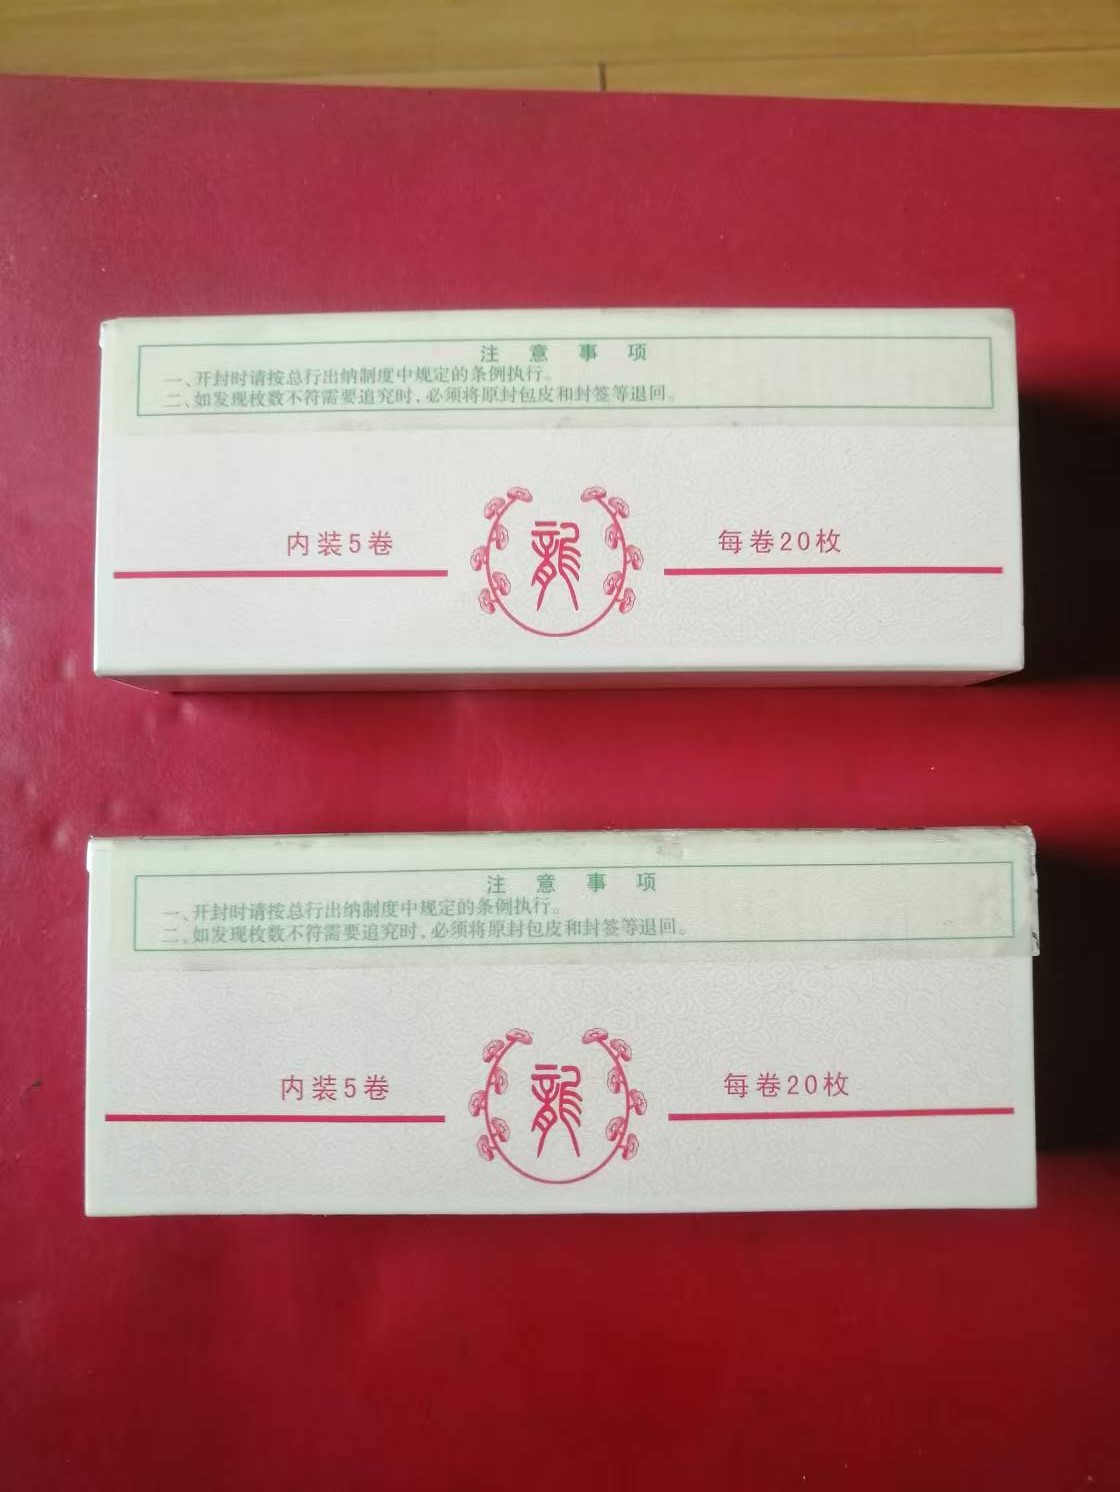 注意事项
一、开封时请按总行出纳制度中规定的条例执行。
二、如发现枚数不符需要追究时，必须将原封包皮和封签等退回。
内装5卷
龍
每卷20枚
注意事项
一、开封时请按总行出纳制度中规定的条例执行。
二、如发现枚数不符需要追究时，必须将原封包皮和封签等退回。
内装5卷
龍
每卷20枚